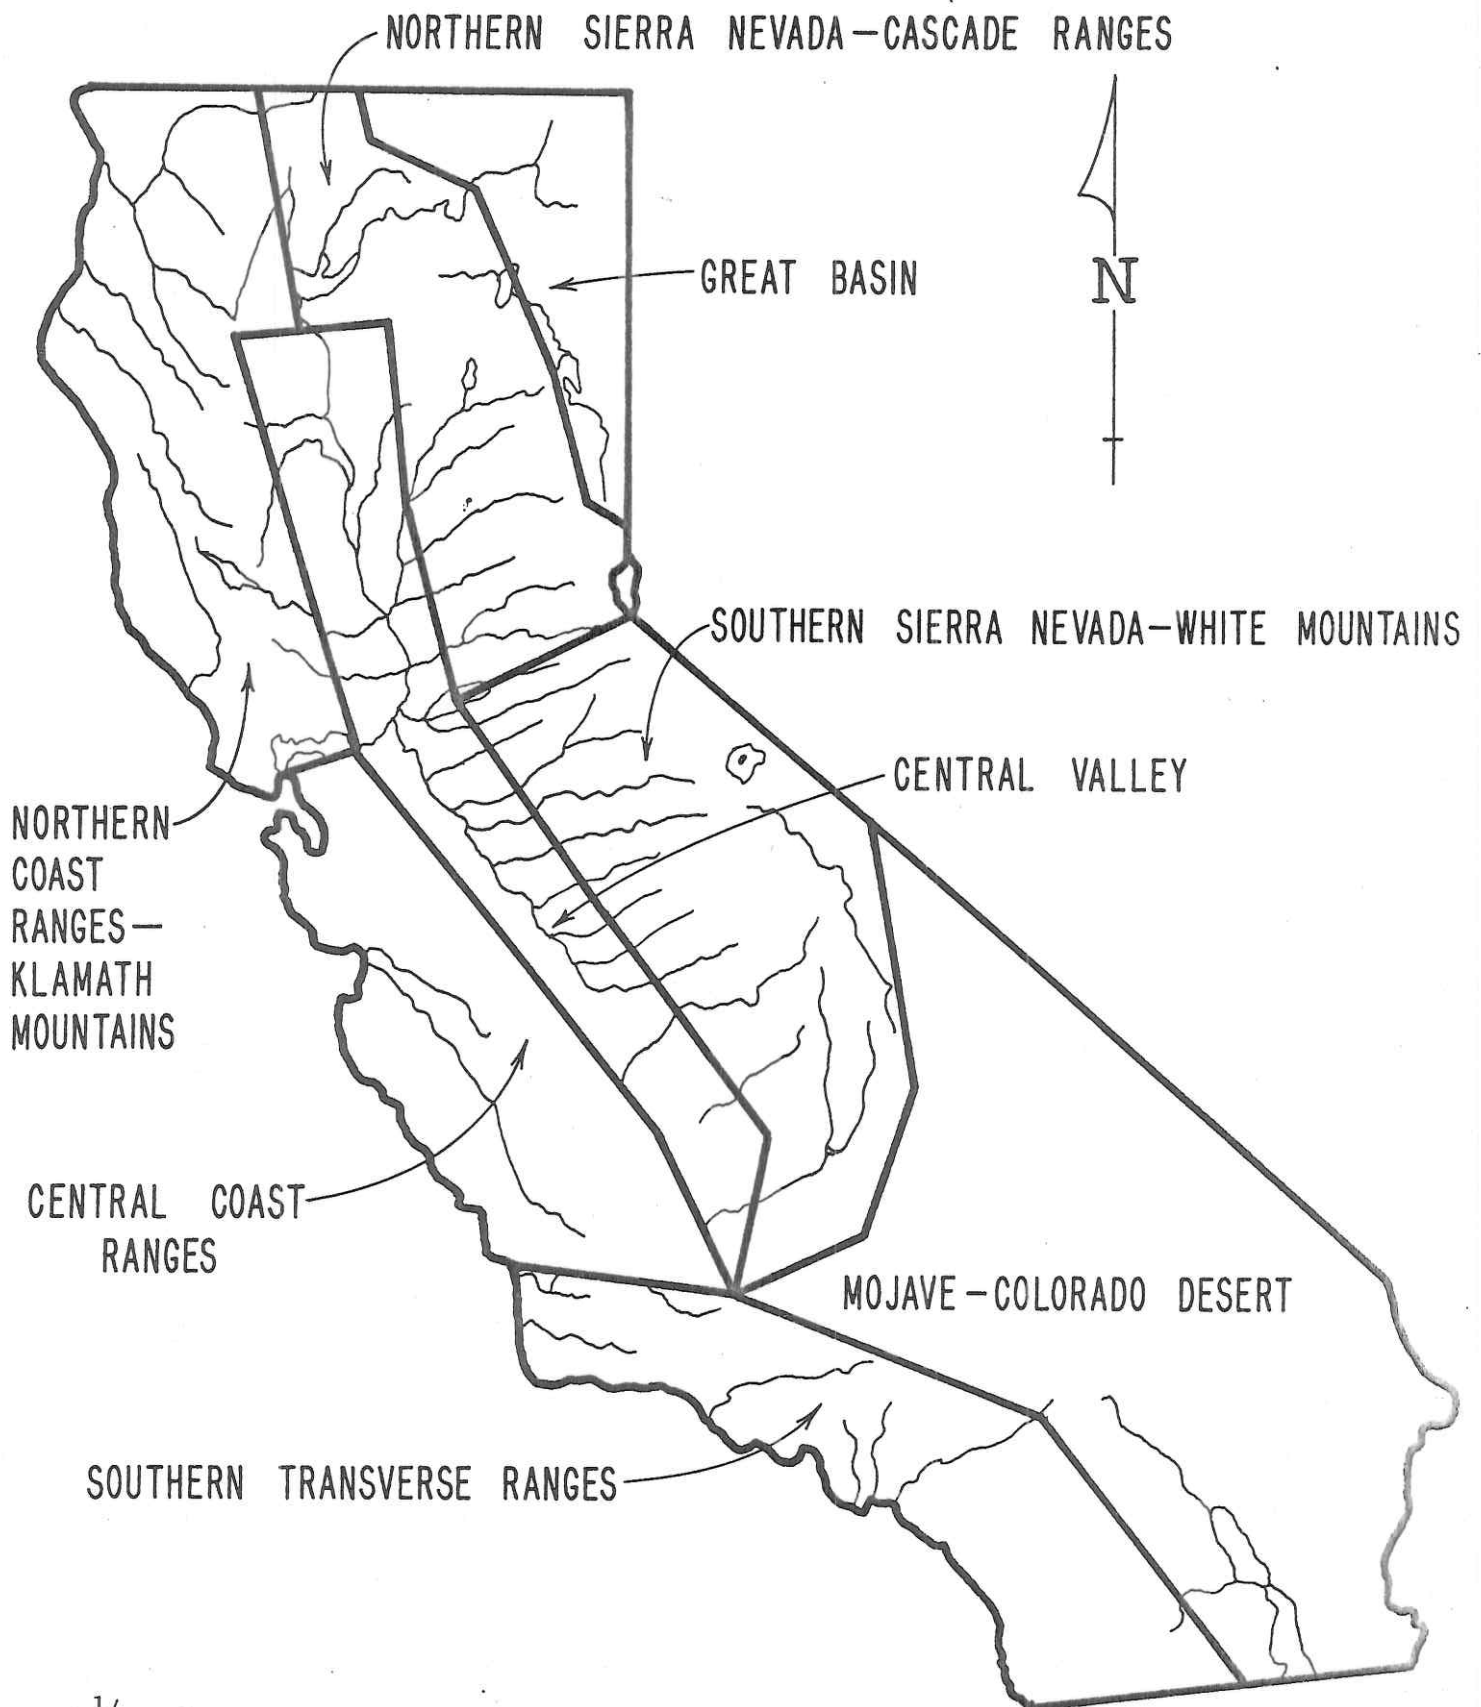 NORTHERN SIERRA NEVADA—CASCADE RANGES
N
GREAT BASIN
SOUTHERN SIERRA NEVADA—WHITE MOUNTAINS
CENTRAL VALLEY
NORTHERN
COAST
RANGES—
KLAMATH
MOUNTAINS
CENTRAL COAST
RANGES
MOJAVE—COLORADO DESERT
SOUTHERN TRANSVERSE RANGES